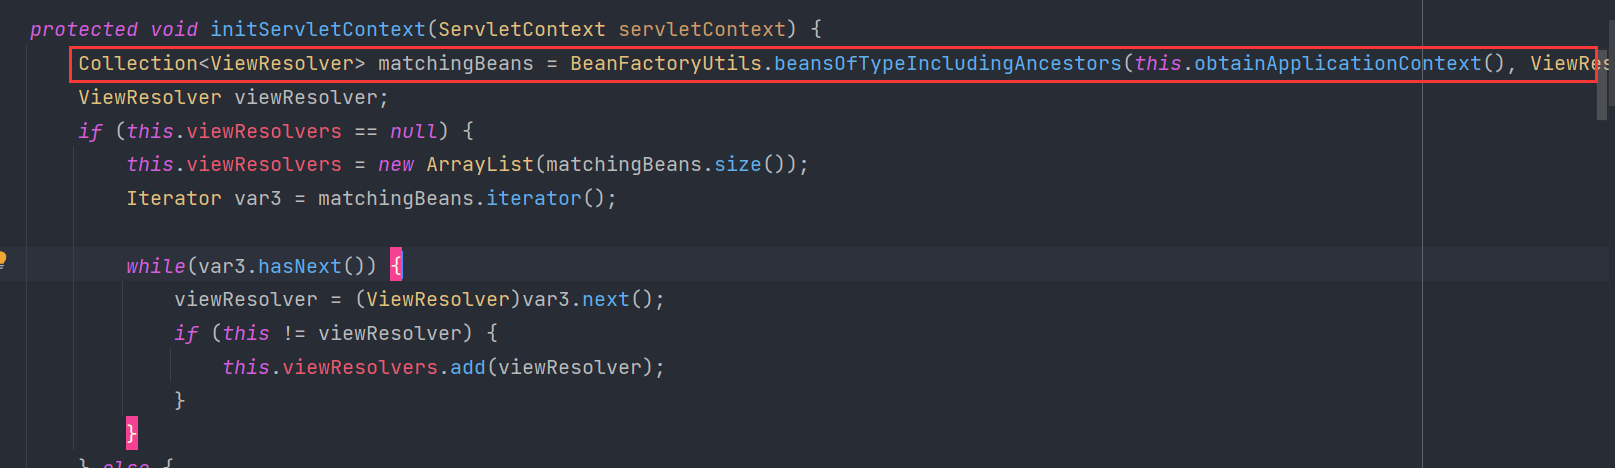 protected void initServletContext(ServletContext servletContext) {
Collection<ViewResolver> matchingBeans = BeanFactoryUtils.beansOfTypeIncludingAncestors(this.obtainApplicationContext(), ViewRes
ViewResolver viewResolver;
if (this.viewResolvers == null) {
this.viewResolvers = new ArrayList(matchingBeans.size());
Iterator var3 = matchingBeans.iterator();
while(var3.hasNext()) {
viewResolver = (ViewResolver)var3.next();
if (this != viewResolver) {
this.viewResolvers.add(viewResolver);
}
}
} else {